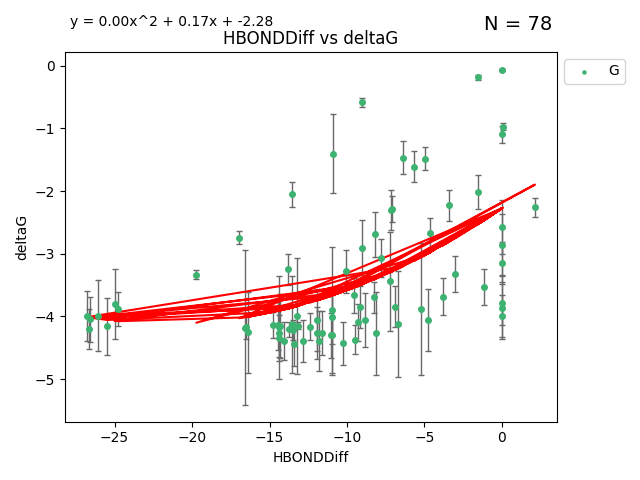 y = 0.00x^2 + 0.17x + -2.28
N = 78
HBONDDiff vs deltaG
G
0
−1
−2
−3
−4
−5
deltaG
−25
−20
−15
−10
−5
0
HBONDDiff